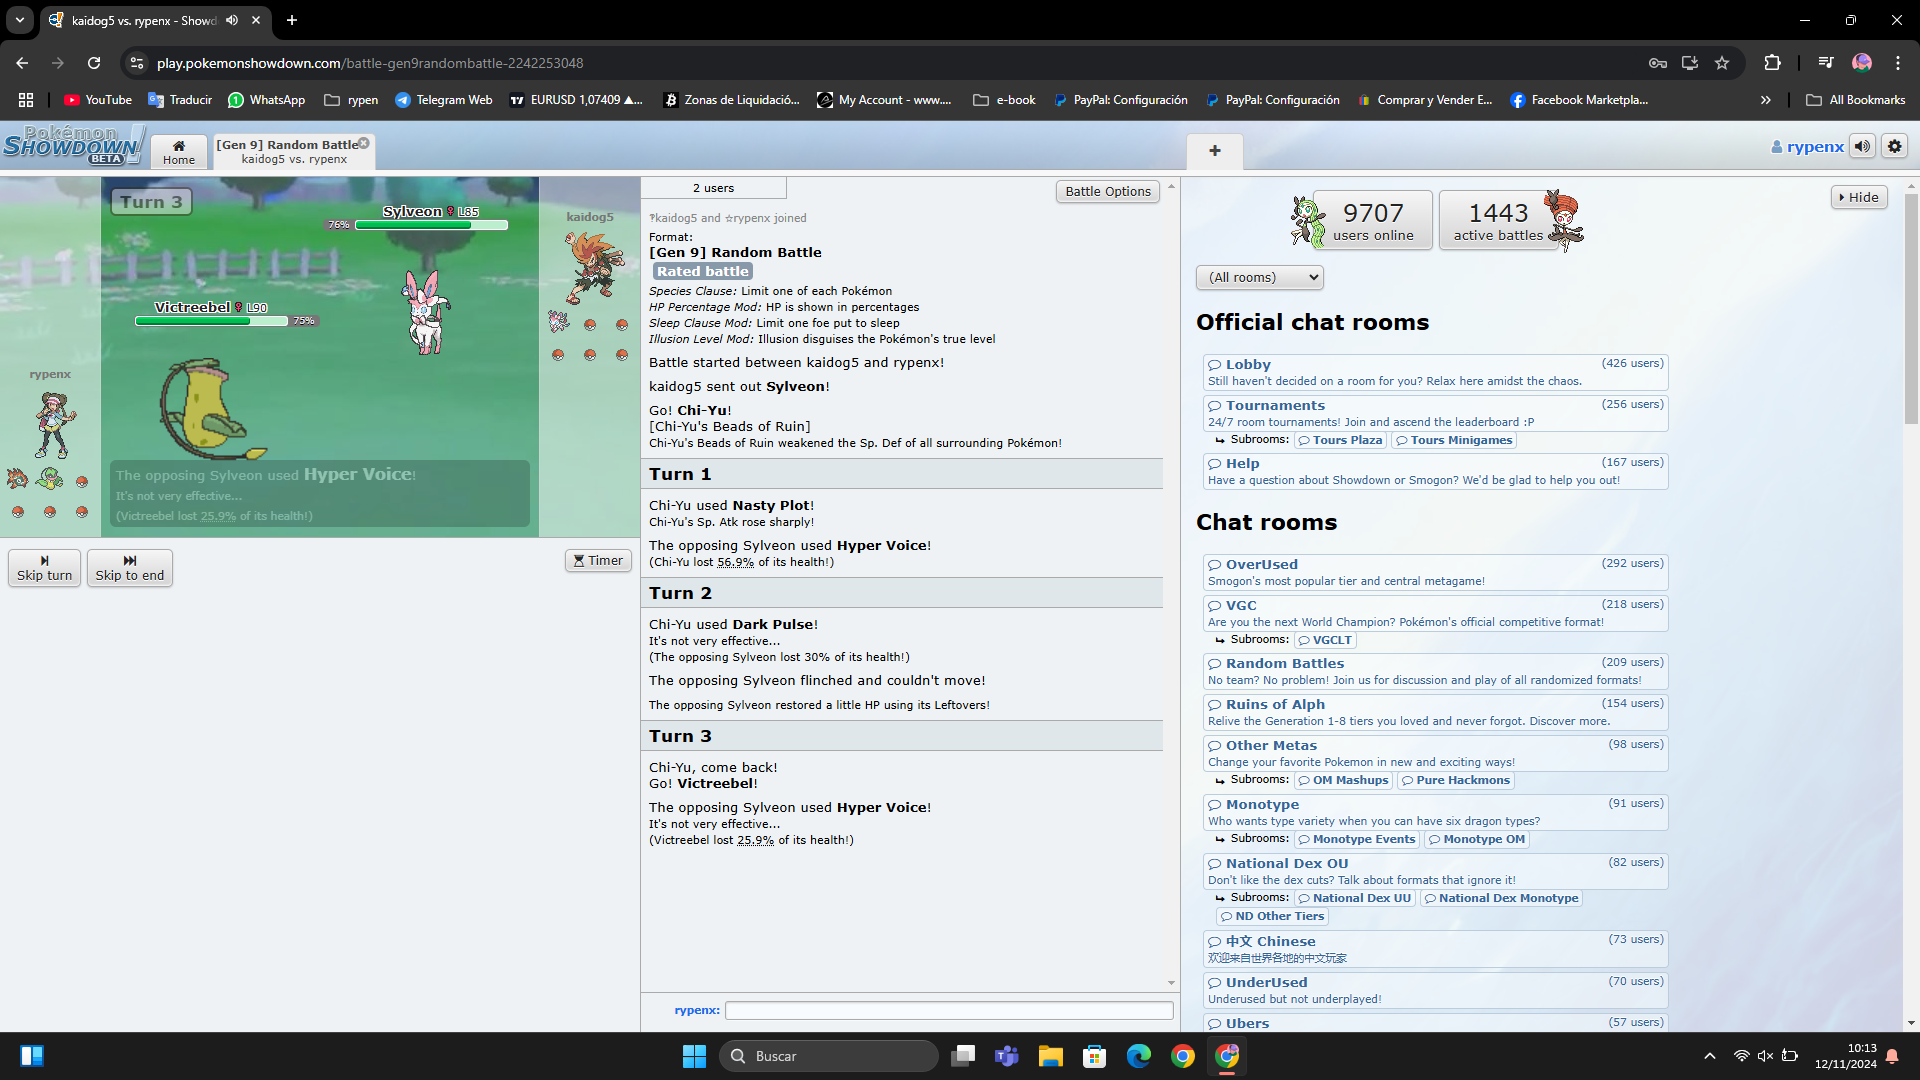 kaidog5 vs. rypenx - Showd
play.pokemonshowdown.com/battle-gen9randombattle-2242253048
YouTube
Traducir
WhatsApp
rypen
Telegram Web
EURUSD 1,07409 ▲...
Zonas de Liquidació...
My Account - www....
e-book
PayPal: Configuración
PayPal: Configuración
Comprar y Vender E...
Facebook Marketpla...
All Bookmarks
Pokémon
SHOWDOWN!
BETA
Home
[Gen 9] Random Battle
kaidog5 vs. rypenx
+
rypenx
Turn 3
Sylveon ♀ L85
76%
Victreebel ♀ L90
75%
kaidog5
rypenx
The opposing Sylveon used Hyper Voice!
It's not very effective...
(Victreebel lost 25.9% of its health!)
Skip turn
Skip to end
Timer
2 users
Battle Options
?kaidog5 and ☆rypenx joined
Format:
[Gen 9] Random Battle
Rated battle
Species Clause: Limit one of each Pokémon
HP Percentage Mod: HP is shown in percentages
Sleep Clause Mod: Limit one foe put to sleep
Illusion Level Mod: Illusion disguises the Pokémon's true level
Battle started between kaidog5 and rypenx!
kaidog5 sent out Sylveon!
Go! Chi-Yu!
[Chi-Yu's Beads of Ruin]
Chi-Yu's Beads of Ruin weakened the Sp. Def of all surrounding Pokémon!
Turn 1
Chi-Yu used Nasty Plot!
Chi-Yu's Sp. Atk rose sharply!
The opposing Sylveon used Hyper Voice!
(Chi-Yu lost 56.9% of its health!)
Turn 2
Chi-Yu used Dark Pulse!
It's not very effective...
(The opposing Sylveon lost 30% of its health!)
The opposing Sylveon flinched and couldn't move!
The opposing Sylveon restored a little HP using its Leftovers!
Turn 3
Chi-Yu, come back!
Go! Victreebel!
The opposing Sylveon used Hyper Voice!
It's not very effective...
(Victreebel lost 25.9% of its health!)
rypenx:
Hide
9707
users online
1443
active battles
(All rooms)
Official chat rooms
Lobby (426 users)
Still haven't decided on a room for you? Relax here amidst the chaos.
Tournaments (256 users)
24/7 room tournaments! Join and ascend the leaderboard :P
Subrooms: Tours Plaza Tours Minigames
Help (167 users)
Have a question about Showdown or Smogon? We'd be glad to help you out!
Chat rooms
OverUsed (292 users)
Smogon's most popular tier and central metagame!
VGC (218 users)
Are you the next World Champion? Pokémon's official competitive format!
Subrooms: VGCLT
Random Battles (209 users)
No team? No problem! Join us for discussion and play of all randomized formats!
Ruins of Alph (154 users)
Relive the Generation 1-8 tiers you loved and never forgot. Discover more.
Other Metas (98 users)
Change your favorite Pokemon in new and exciting ways!
Subrooms: OM Mashups Pure Hackmons
Monotype (91 users)
Who wants type variety when you can have six dragon types?
Subrooms: Monotype Events Monotype OM
National Dex OU (82 users)
Don't like the dex cuts? Talk about formats that ignore it!
Subrooms: National Dex UU National Dex Monotype
ND Other Tiers
中文 Chinese (73 users)
欢迎来自世界各地的中文玩家
UnderUsed (70 users)
Underused but not underplayed!
Ubers (57 users)
Buscar
10:13
12/11/2024